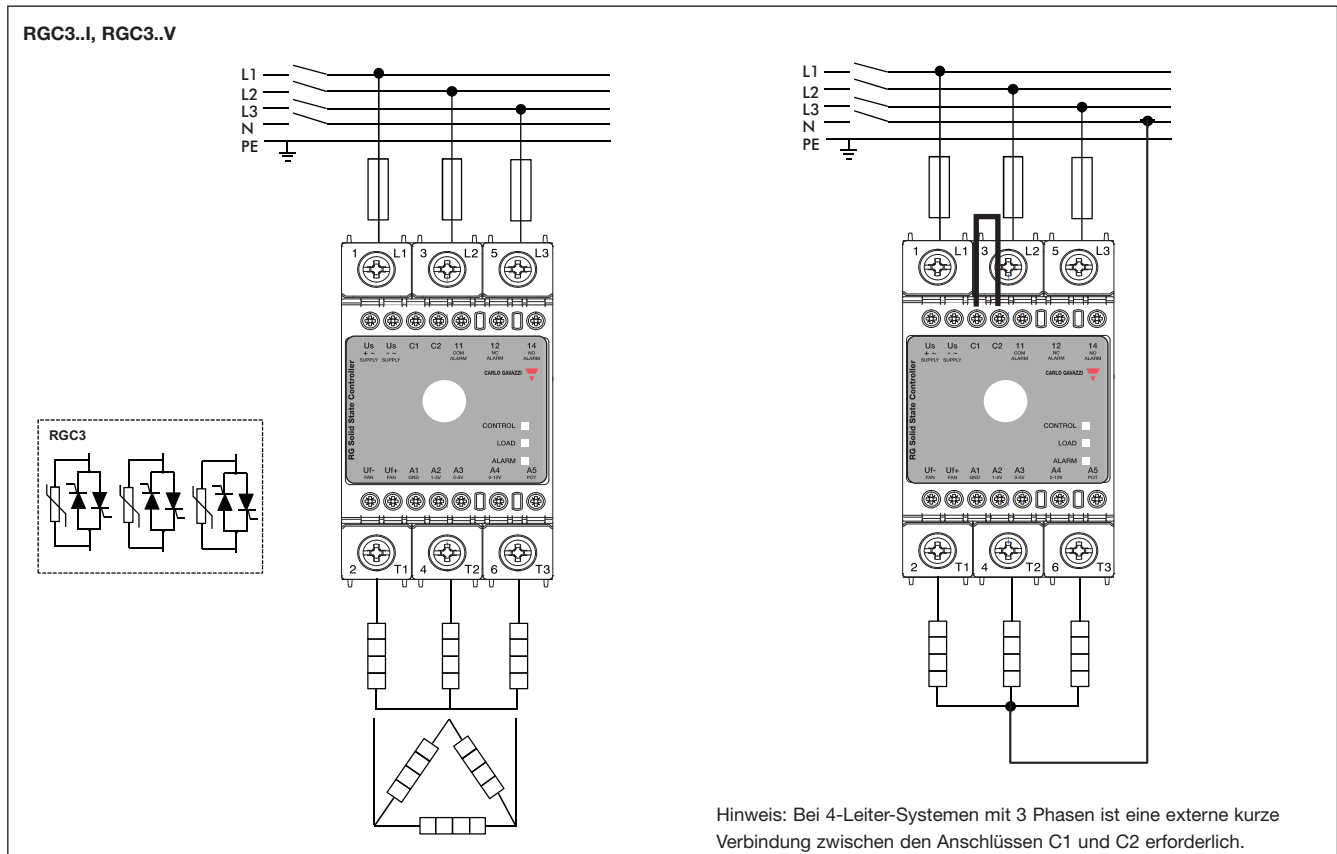 RGC3..I, RGC3..V
L1
L2
L3
N
PE
1 L1 3 L2 5 L3
Us Us C1 C2 11 12 14
+ ~ - ~ COM NC NO
SUPPLY SUPPLY ALARM ALARM ALARM
CARLO GAVAZZI
RG Solid State Controller
CONTROL
LOAD
ALARM
Uf- Uf+ A1 A2 A3 A4 A5
FAN FAN GND 1-5V 0-5V 0-10V POT
2 T1 4 T2 6 T3
RGC3
L1
L2
L3
N
PE
1 L1 3 L2 5 L3
Us Us C1 C2 11 12 14
+ ~ - ~ COM NC NO
SUPPLY SUPPLY ALARM ALARM ALARM
CARLO GAVAZZI
RG Solid State Controller
CONTROL
LOAD
ALARM
Uf- Uf+ A1 A2 A3 A4 A5
FAN FAN GND 1-5V 0-5V 0-10V POT
2 T1 4 T2 6 T3
Hinweis: Bei 4-Leiter-Systemen mit 3 Phasen ist eine externe kurze
Verbindung zwischen den Anschlüssen C1 und C2 erforderlich.